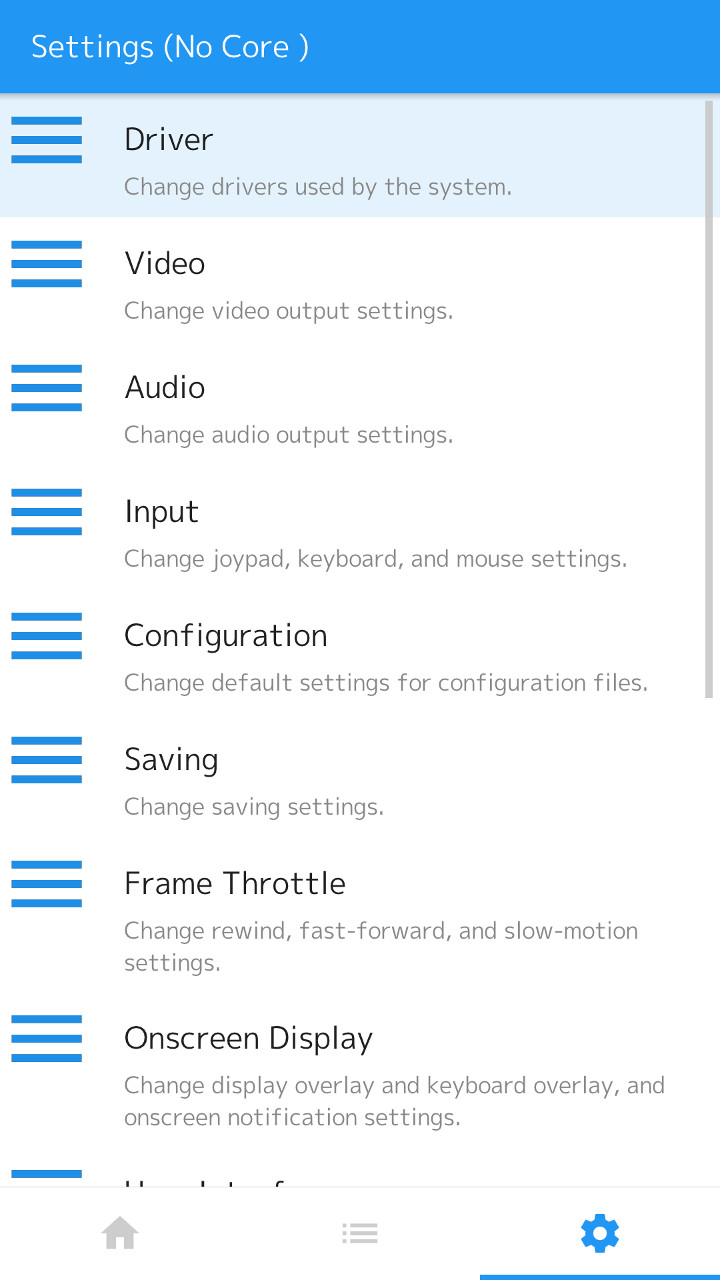 Settings (No Core )
Driver
Change drivers used by the system.
Video
Change video output settings.
Audio
Change audio output settings.
Input
Change joypad, keyboard, and mouse settings.
Configuration
Change default settings for configuration files.
Saving
Change saving settings.
Frame Throttle
Change rewind, fast-forward, and slow-motion
settings.
Onscreen Display
Change display overlay and keyboard overlay, and
onscreen notification settings.